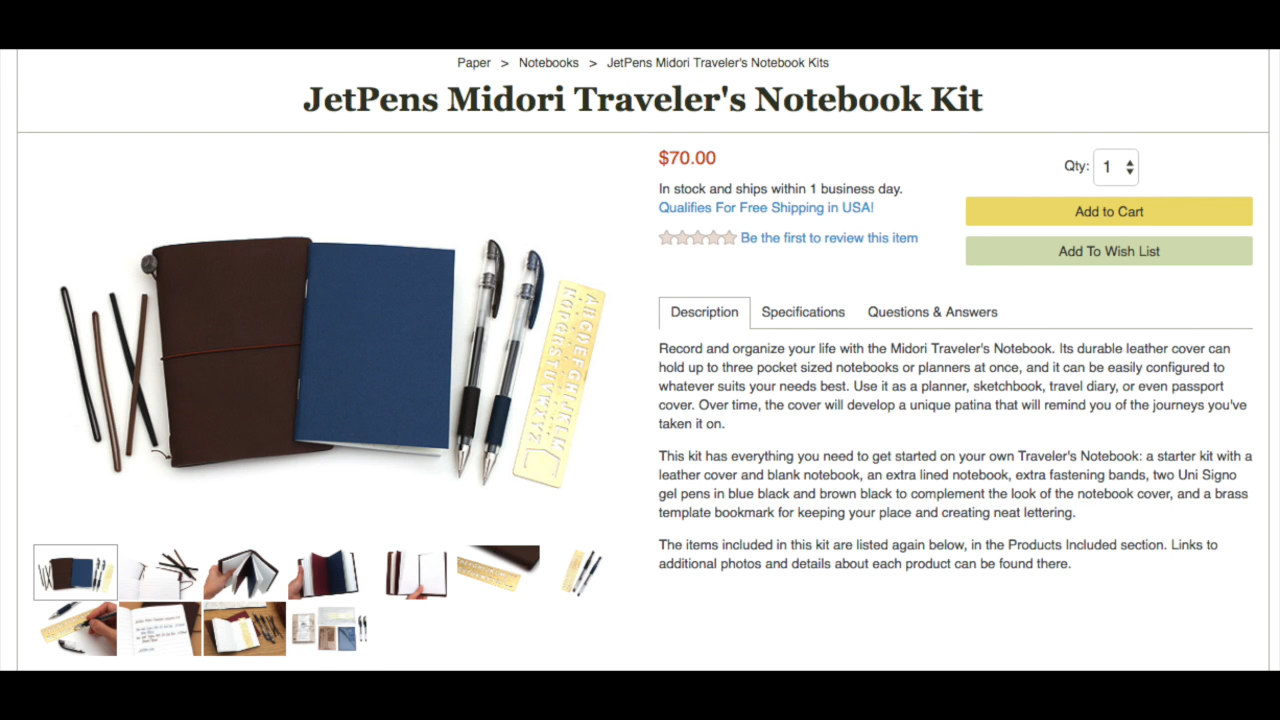 Paper > Notebooks > JetPens Midori Traveler's Notebook Kits
JetPens Midori Traveler's Notebook Kit
$70.00
In stock and ships within 1 business day.
Qualifies For Free Shipping in USA!
Be the first to review this item
Qty: 1
Add to Cart
Add To Wish List
Description Specifications Questions & Answers
Record and organize your life with the Midori Traveler's Notebook. Its durable leather cover can
hold up to three pocket sized notebooks or planners at once, and it can be easily configured to
whatever suits your needs best. Use it as a planner, sketchbook, travel diary, or even passport
cover. Over time, the cover will develop a unique patina that will remind you of the journeys you've
taken it on.
This kit has everything you need to get started on your own Traveler's Notebook: a starter kit with a
leather cover and blank notebook, an extra lined notebook, extra fastening bands, two Uni Signo
gel pens in blue black and brown black to complement the look of the notebook cover, and a brass
template bookmark for keeping your place and creating neat lettering.
The items included in this kit are listed again below, in the Products Included section. Links to
additional photos and details about each product can be found there.
ABCDEFGHIJKLM
NOPQRSTUVWXYZ